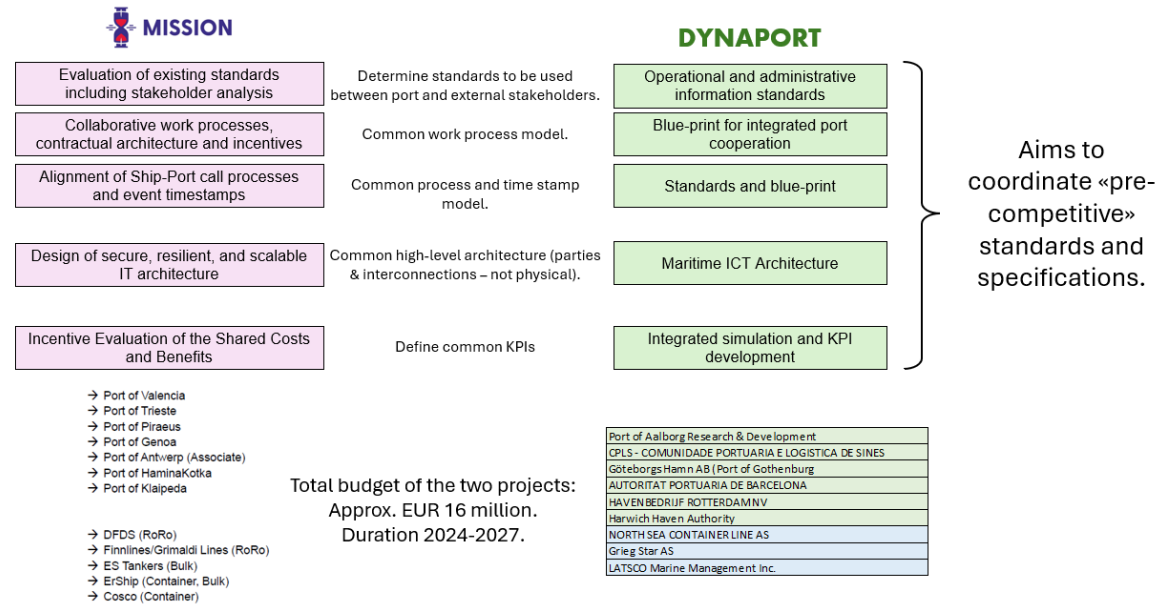 MISSION
DYNAPORT
Evaluation of existing standards
including stakeholder analysis
Determine standards to be used
between port and external stakeholders.
Operational and administrative
information standards
Collaborative work processes,
contractual architecture and incentives
Common work process model.
Blue-print for integrated port
cooperation
Alignment of Ship-Port call processes
and event timestamps
Common process and time stamp
model.
Standards and blue-print
Design of secure, resilient, and scalable
IT architecture
Common high-level architecture (parties
& interconnections – not physical).
Maritime ICT Architecture
Incentive Evaluation of the Shared Costs
and Benefits
Define common KPIs
Integrated simulation and KPI
development
Aims to
coordinate «pre-
competitive»
standards and
specifications.
→ Port of Valencia
→ Port of Trieste
→ Port of Piraeus
→ Port of Genoa
→ Port of Antwerp (Associate)
→ Port of HaminaKotka
→ Port of Klaipeda
→ DFDS (RoRo)
→ Finnlines/Grimaldi Lines (RoRo)
→ ES Tankers (Bulk)
→ ErShip (Container, Bulk)
→ Cosco (Container)
Total budget of the two projects:
Approx. EUR 16 million.
Duration 2024-2027.
Port of Aalborg Research & Development
CPLS - COMUNIDADE PORTUARIA E LOGISTICA DE SINES
Göteborgs Hamn AB (Port of Gothenburg
AUTORITAT PORTUARIA DE BARCELONA
HAVENBEDRIJF ROTTERDAM NV
Harwich Haven Authority
NORTH SEA CONTAINER LINE AS
Grieg Star AS
LATSCO Marine Management Inc.